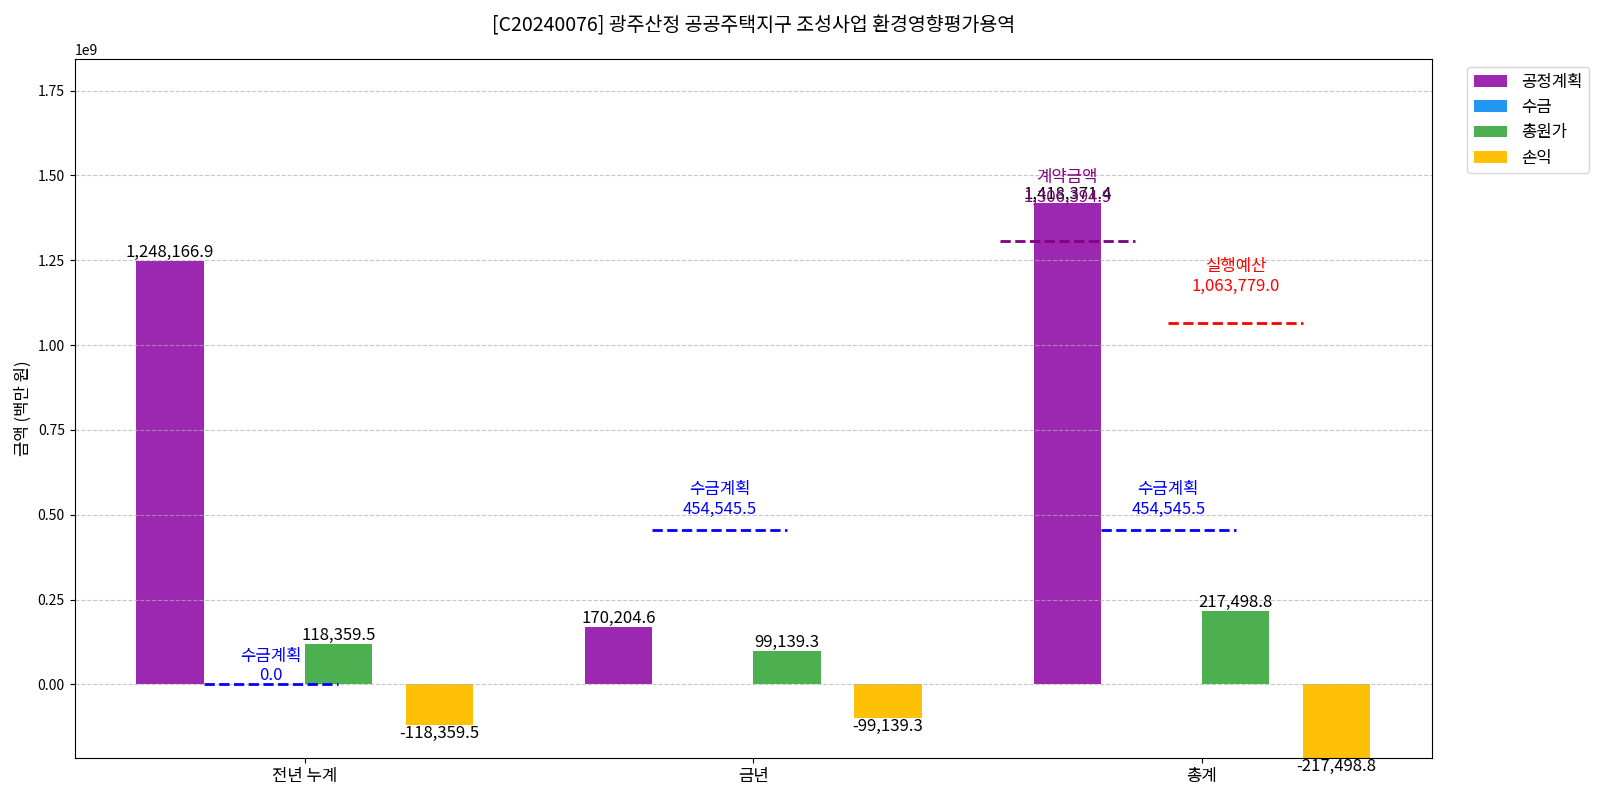 [C20240076] 광주산정 공공주택지구 조성사업 환경영향평가용역
1e9
금액 (백만 원)
1.75
1.50
1.25
1.00
0.75
0.50
0.25
0.00
공정계획
수금
총원가
손익
계약금액
1,418,371.4
1,306,394.9
1,248,166.9
실행예산
1,063,779.0
수금계획
454,545.5
수금계획
454,545.5
217,498.8
170,204.6
118,359.5
99,139.3
수금계획
0.0
-118,359.5
-99,139.3
-217,498.8
전년 누계
금년
총계